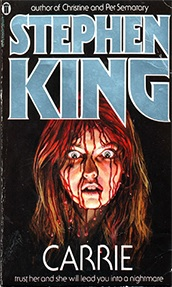 author of Christine and Pet Sematary
STEPHEN
KING
CARRIE
trust her and she will lead you into a nightmare